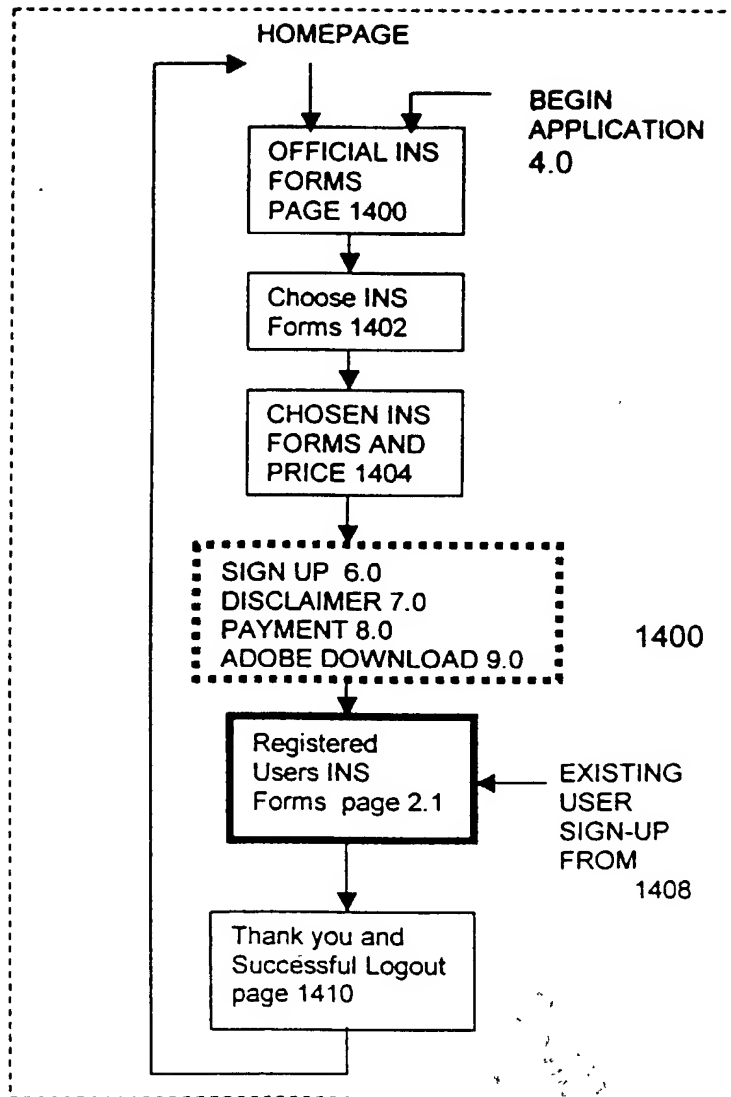 HOMEPAGE
BEGIN
APPLICATION
4.0
OFFICIAL INS
FORMS
PAGE 1400
Choose INS
Forms 1402
CHOSEN INS
FORMS AND
PRICE 1404
SIGN UP 6.0
DISCLAIMER 7.0
PAYMENT 8.0
ADOBE DOWNLOAD 9.0
1400
Registered
Users INS
Forms page 2.1
EXISTING
USER
SIGN-UP
FROM
1408
Thank you and
Successful Logout
page 1410